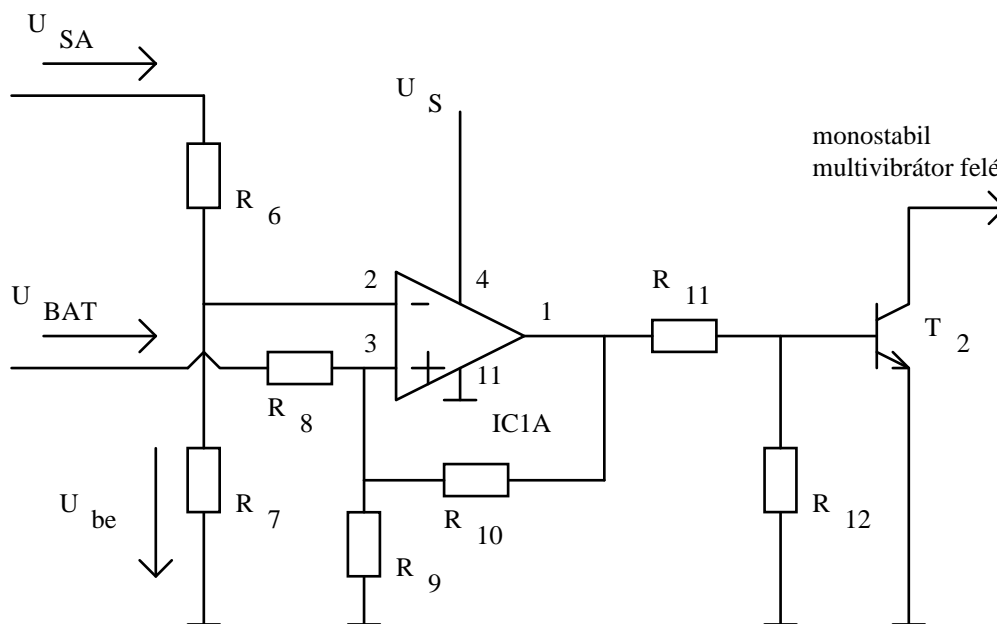 U SA
U S
monostabil
multivibrátor felé
R 6
U BAT
2
4
1
R 11
3
11
T 2
R 8
IC1A
U be
R 7
R 10
R 12
R 9